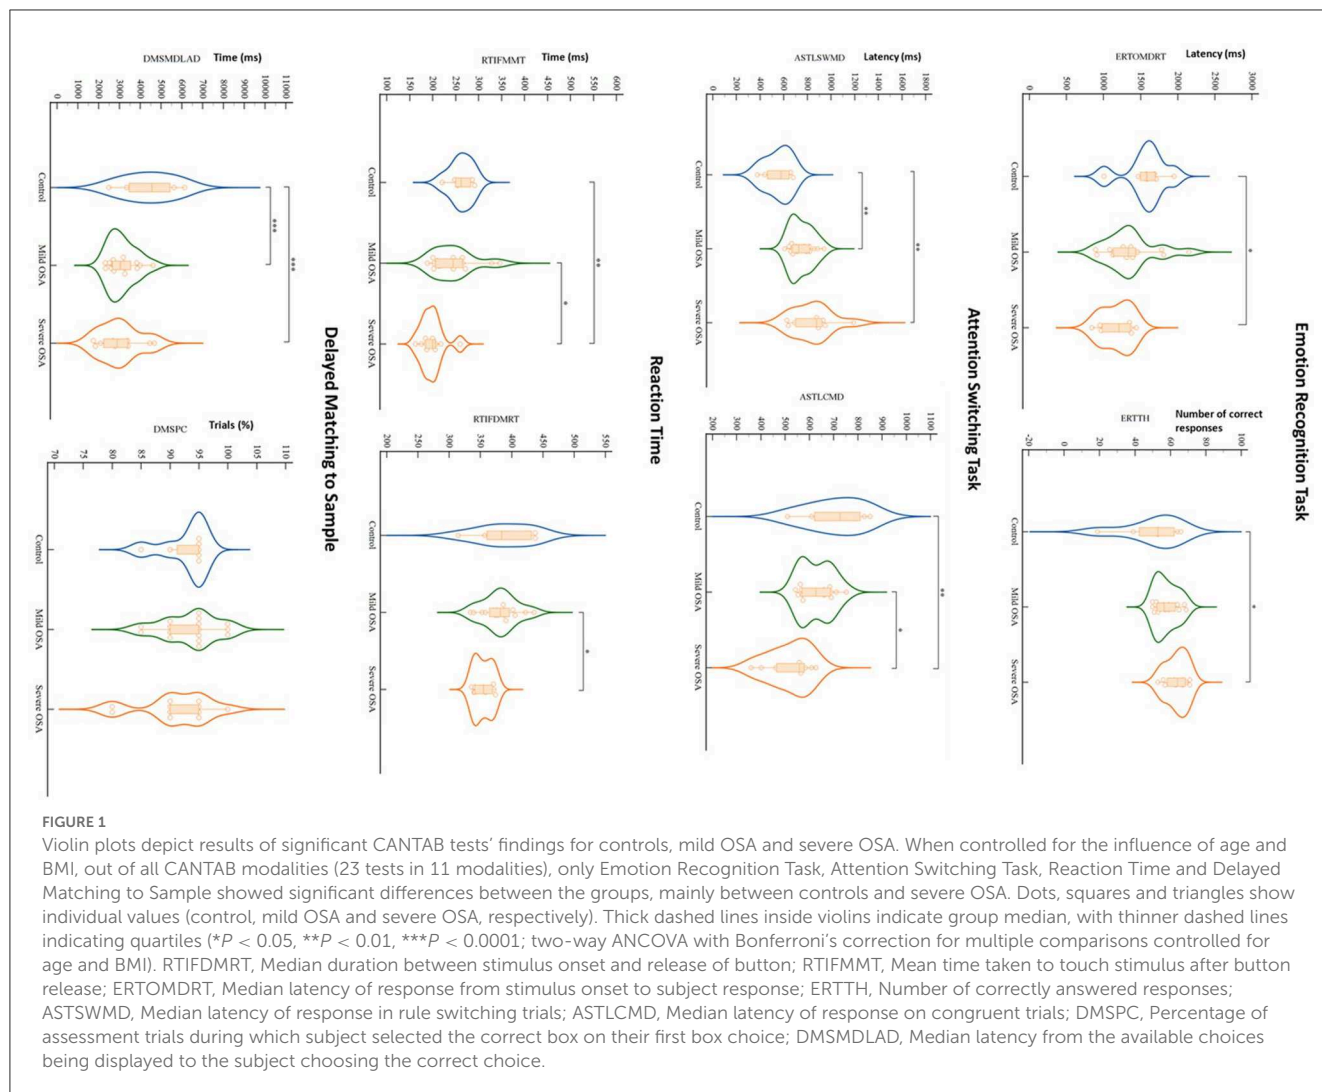 DMSMDLAD Time (ms)
0 1000 2000 3000 4000 5000 6000 7000 8000 9000 10000 11000
Control
Mild OSA
Severe OSA
***
***
RTIFMMT Time (ms)
100 150 200 250 300 350 400 450 500 550 600
Control
Mild OSA
Severe OSA
*
**
ASTLSWMD Latency (ms)
0 200 400 600 800 1000 1200 1400 1600 1800
Control
Mild OSA
Severe OSA
**
**
ERTOMDRT Latency (ms)
0 500 1000 1500 2000 2500 3000
Control
Mild OSA
Severe OSA
*
Delayed Matching to Sample
Reaction Time
Attention Switching Task
Emotion Recognition Task
DMSPC Trials (%)
70 75 80 85 90 95 100 105 110
Control
Mild OSA
Severe OSA
RTIFDMRT
200 250 300 350 400 450 500 550
Control
Mild OSA
Severe OSA
*
ASTLCMD
200 300 400 500 600 700 800 900 1000 1100
Control
Mild OSA
Severe OSA
*
**
ERTTH Number of correct
responses
-20 0 20 40 60 80 100
Control
Mild OSA
Severe OSA
*
FIGURE 1
Violin plots depict results of significant CANTAB tests’ findings for controls, mild OSA and severe OSA. When controlled for the influence of age and
BMI, out of all CANTAB modalities (23 tests in 11 modalities), only Emotion Recognition Task, Attention Switching Task, Reaction Time and Delayed
Matching to Sample showed significant differences between the groups, mainly between controls and severe OSA. Dots, squares and triangles show
individual values (control, mild OSA and severe OSA, respectively). Thick dashed lines inside violins indicate group median, with thinner dashed lines
indicating quartiles (*P < 0.05, **P < 0.01, ***P < 0.0001; two-way ANCOVA with Bonferroni’s correction for multiple comparisons controlled for
age and BMI). RTIFDMRT, Median duration between stimulus onset and release of button; RTIFMMT, Mean time taken to touch stimulus after button
release; ERTOMDRT, Median latency of response from stimulus onset to subject response; ERTTH, Number of correctly answered responses;
ASTSWMD, Median latency of response in rule switching trials; ASTLCMD, Median latency of response on congruent trials; DMSPC, Percentage of
assessment trials during which subject selected the correct box on their first box choice; DMSMDLAD, Median latency from the available choices
being displayed to the subject choosing the correct choice.